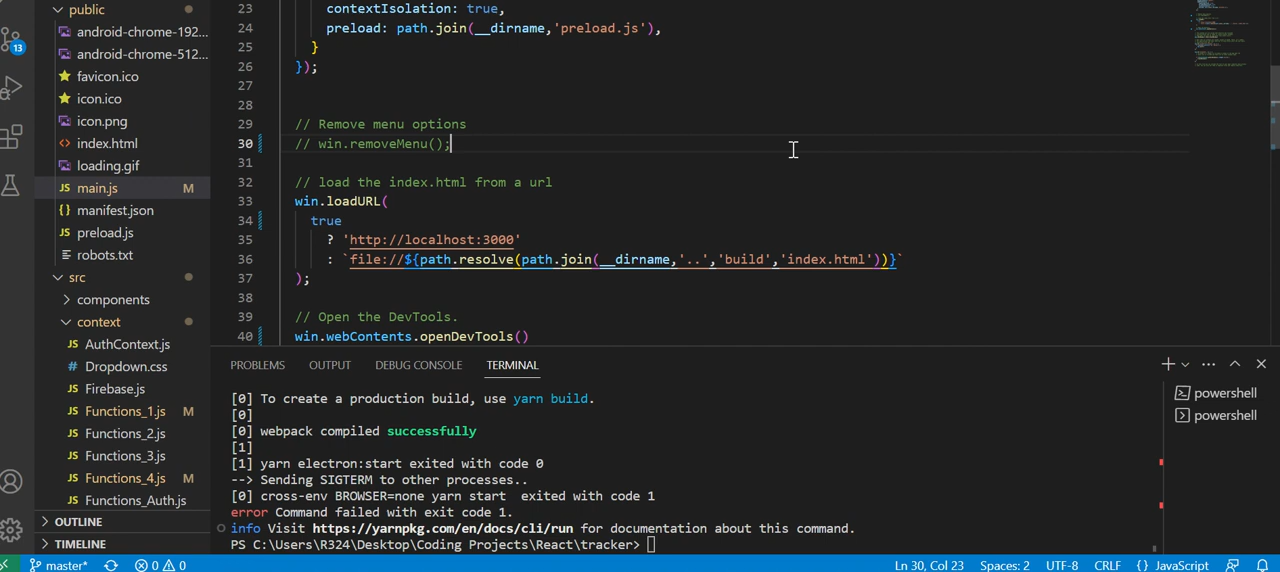 13
public
android-chrome-192...
android-chrome-512...
favicon.ico
icon.ico
icon.png
<> index.html
loading.gif
JS main.js M
{} manifest.json
JS preload.js
robots.txt
src
components
context
JS AuthContext.js
# Dropdown.css
JS Firebase.js
JS Functions_1.js M
JS Functions_2.js
JS Functions_3.js
JS Functions_4.js M
JS Functions_Auth.js
OUTLINE
TIMELINE
23 contextIsolation: true,
24 preload: path.join(__dirname,'preload.js'),
25 }
26 });
27
28
29 // Remove menu options
30 // win.removeMenu();
31
32 // load the index.html from a url
33 win.loadURL(
34 true
35 ? 'http://localhost:3000'
36 : `file://${path.resolve(path.join(__dirname,'..','build','index.html'))}`
37 );
38
39 // Open the DevTools.
40 win.webContents.openDevTools()
PROBLEMS OUTPUT DEBUG CONSOLE TERMINAL
[0] To create a production build, use yarn build.
[0]
[0] webpack compiled successfully
[1]
[1] yarn electron:start exited with code 0
--> Sending SIGTERM to other processes..
[0] cross-env BROWSER=none yarn start  exited with code 1
error Command failed with exit code 1.
info Visit https://yarnpkg.com/en/docs/cli/run for documentation about this command.
PS C:\Users\R324\Desktop\Coding Projects\React\tracker>
powershell
powershell
master* 0 0 Ln 30, Col 23 Spaces: 2 UTF-8 CRLF {} JavaScript